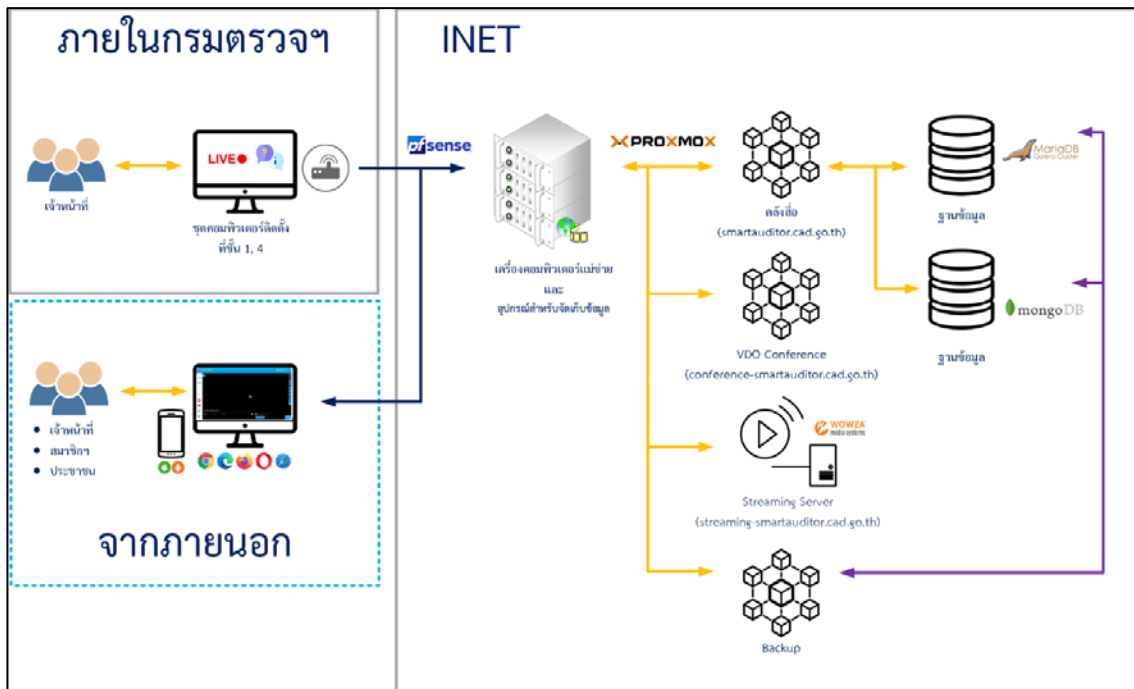 ภายในกรมตรวจฯ
เจ้าหน้าที่
LIVE
ชุดคอมพิวเตอร์ติดตั้ง
ที่ชั้น 1, 4
เจ้าหน้าที่
สมาชิกฯ
ประชาชน
จากภายนอก
INET
pfsense
เครื่องคอมพิวเตอร์แม่ข่าย
และ
อุปกรณ์สำหรับจัดเก็บข้อมูล
PROXMOX
คลังสื่อ
(smartauditor.cad.go.th)
MariaDB
Galera Cluster
ฐานข้อมูล
mongoDB
ฐานข้อมูล
VDO Conference
(conference-smartauditor.cad.go.th)
WOWZA
media systems
Streaming Server
(streaming-smartauditor.cad.go.th)
Backup